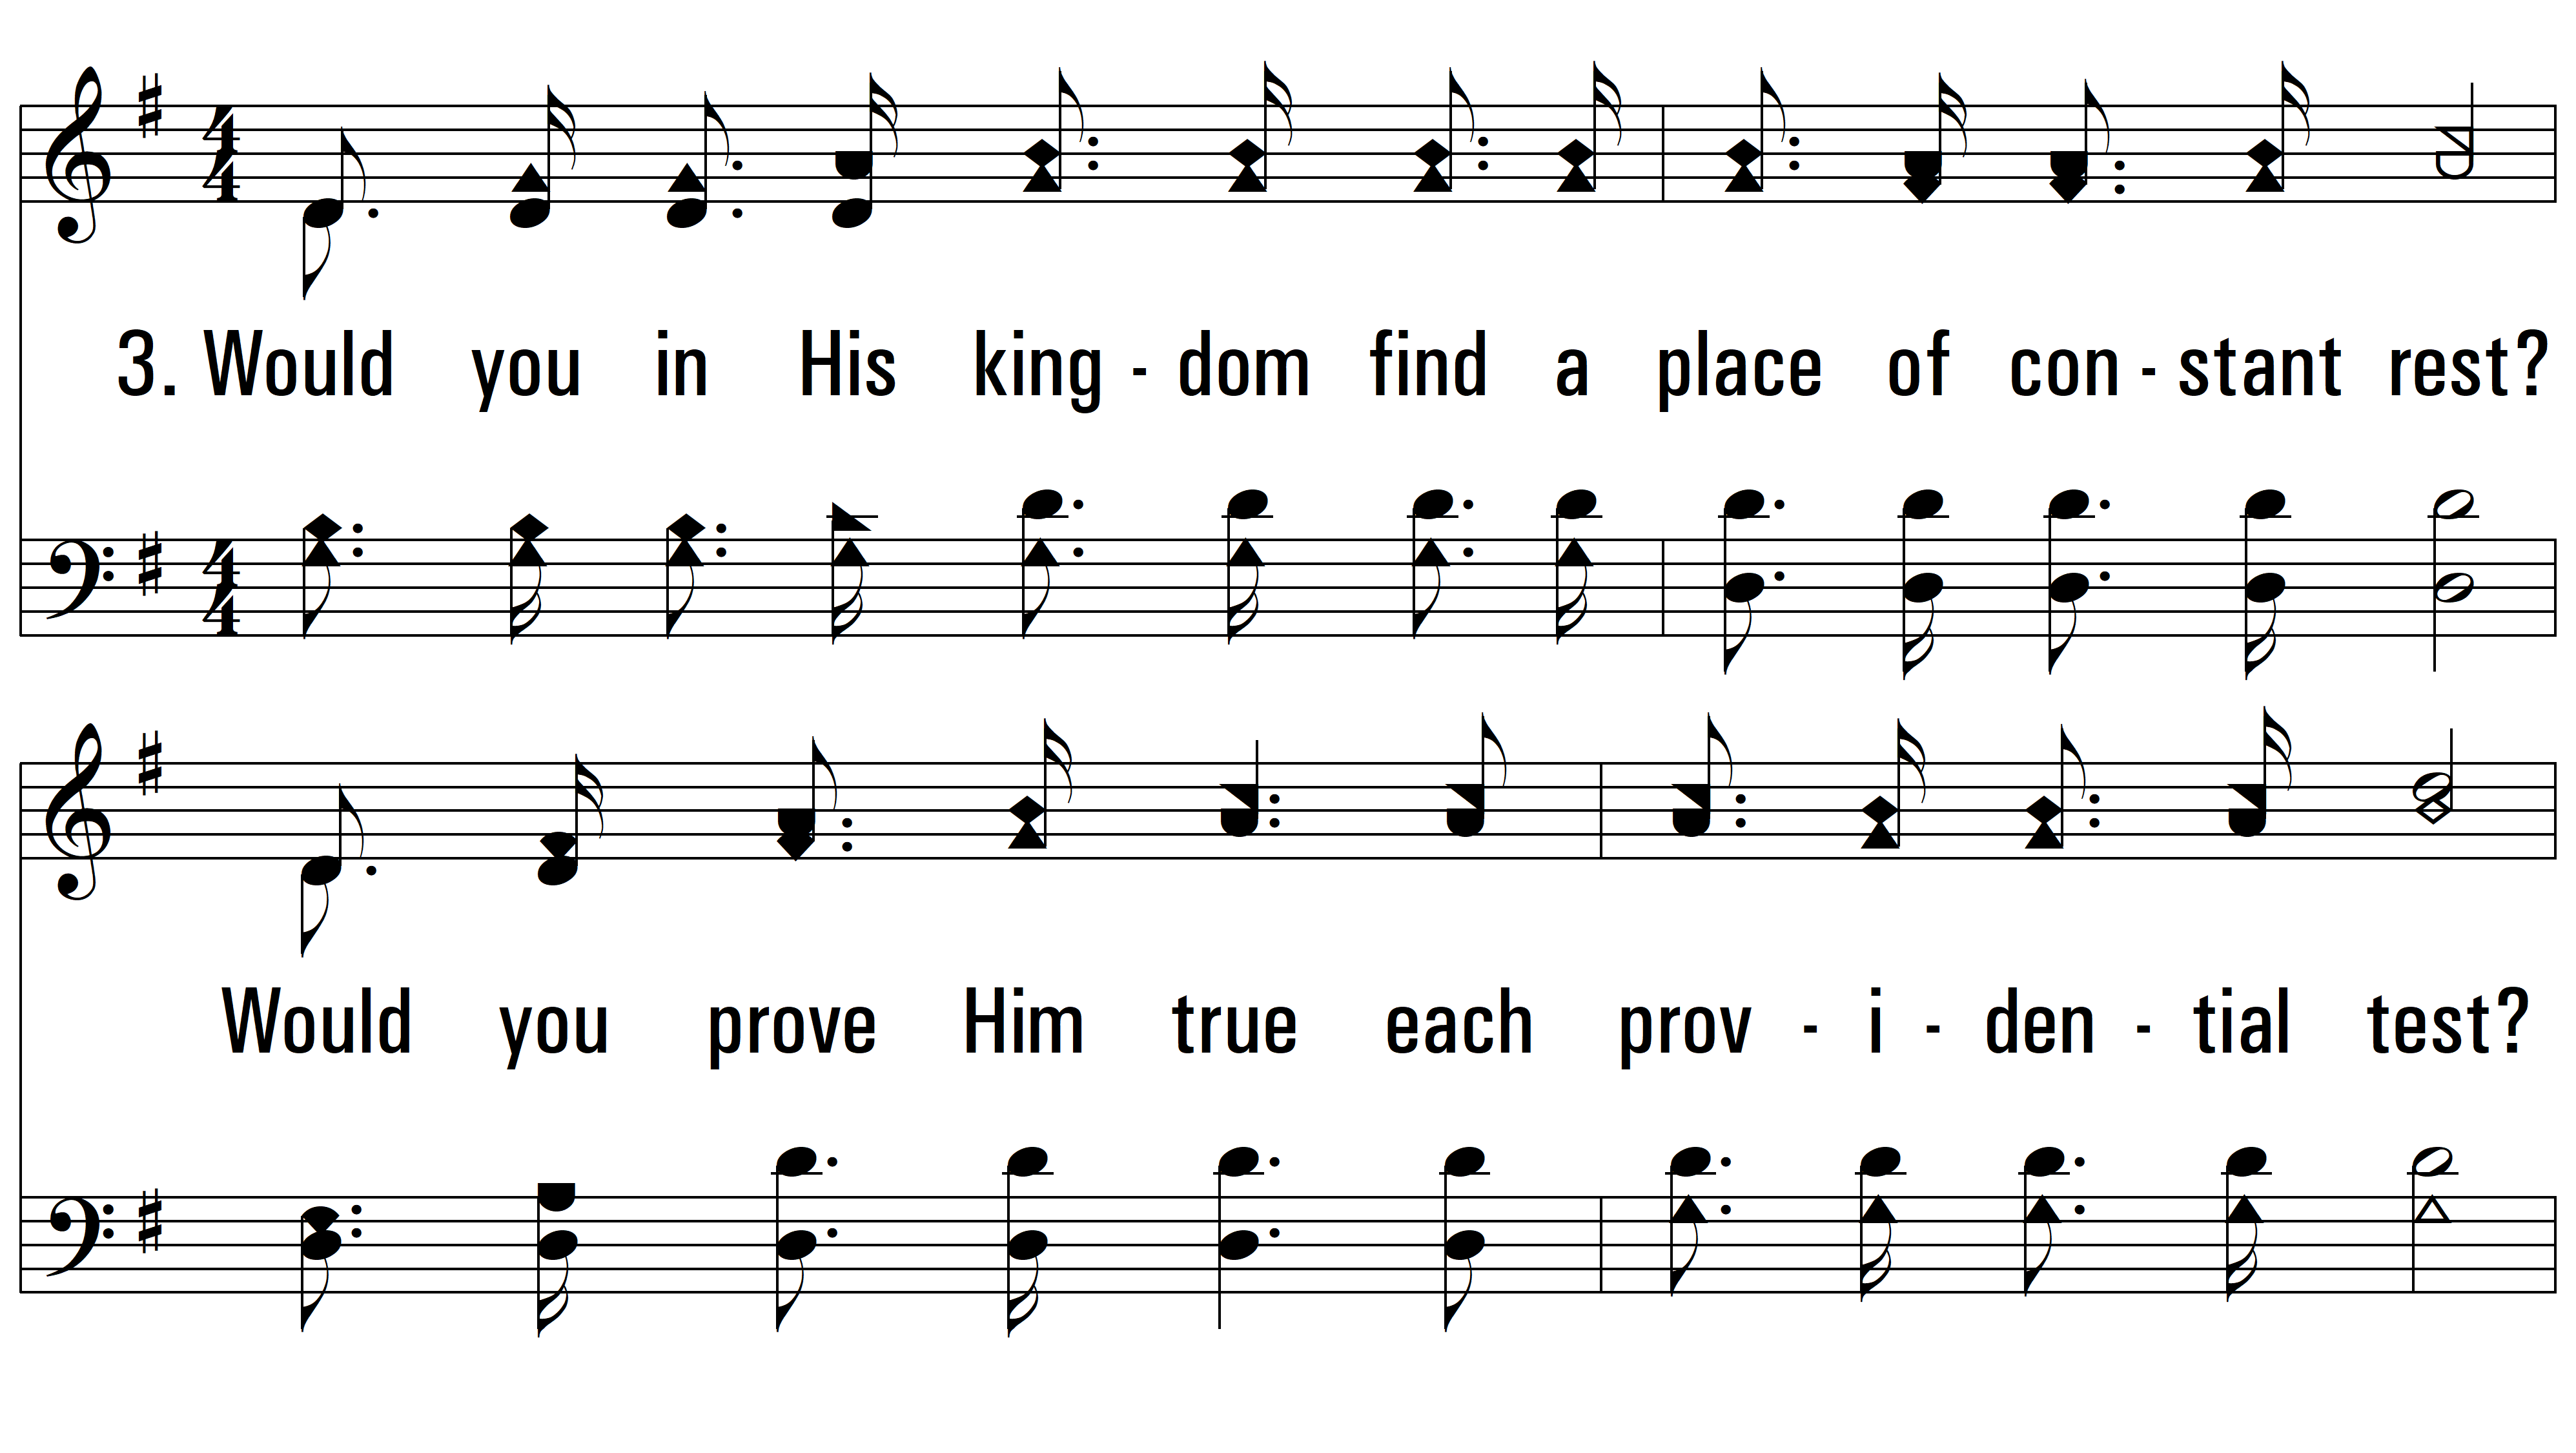 3. Would you in His king - dom find a place of con - stant rest?
Would you prove Him true each prov - i - den - tial test?